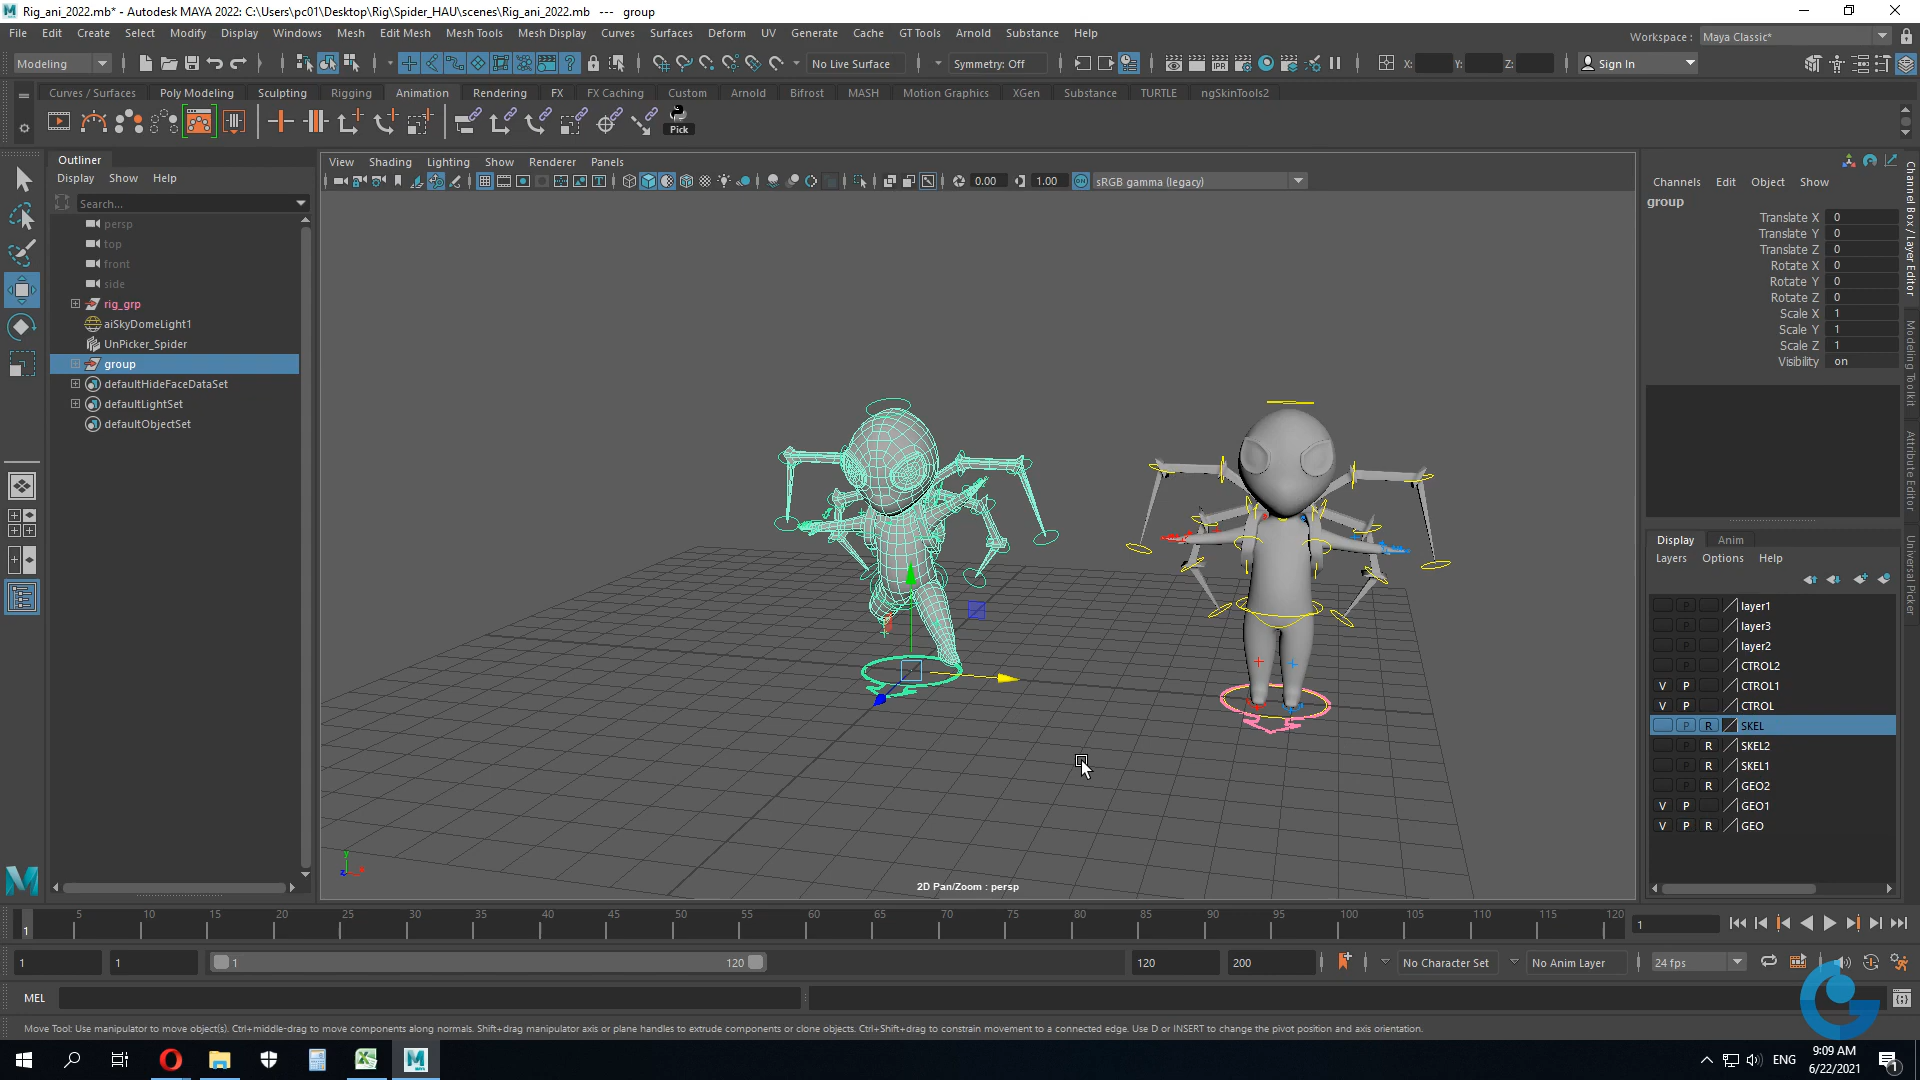 Rig_ani_2022.mb* - Autodesk MAYA 2022: C:\Users\pc01\Desktop\Rig\Spider_HAU\scenes\Rig_ani_2022.mb --- group
File Edit Create Select Modify Display Windows Mesh Edit Mesh Mesh Tools Mesh Display Curves Surfaces Deform UV Generate Cache GT Tools Arnold Substance Help
Workspace : Maya Classic*
Modeling No Live Surface Symmetry: Off X: Y: Z: Sign In
Curves / Surfaces Poly Modeling Sculpting Rigging Animation Rendering FX FX Caching Custom Arnold Bifrost MASH Motion Graphics XGen Substance TURTLE ngSkinTools2
Pick
Outliner
Display Show Help
Search...
persp
top
front
side
rig_grp
aiSkyDomeLight1
UnPicker_Spider
group
defaultHideFaceDataSet
defaultLightSet
defaultObjectSet
View Shading Lighting Show Renderer Panels
0.00 1.00 sRGB gamma (legacy)
2D Pan/Zoom : persp
Channels Edit Object Show
group
Translate X 0
Translate Y 0
Translate Z 0
Rotate X 0
Rotate Y 0
Rotate Z 0
Scale X 1
Scale Y 1
Scale Z 1
Visibility on
Channel Box / Layer Editor
Modeling Toolkit
Attribute Editor
Universal Picker
Display Anim
Layers Options Help
P layer1
layer3
layer2
CTROL2
V P CTROL1
V P CTROL
P R SKEL
R SKEL2
R SKEL1
R GEO2
V P GEO1
V P R GEO
1 5 10 15 20 25 30 35 40 45 50 55 60 65 70 75 80 85 90 95 100 105 110 115 120
1
1 1 1 120 120 200 No Character Set No Anim Layer 24 fps
MEL
Move Tool: Use manipulator to move object(s). Ctrl+middle-drag to move components along normals. Shift+drag manipulator axis or plane handles to extrude components or clone objects. Ctrl+Shift+drag to constrain movement to a connected edge. Use D or INSERT to change the pivot position and axis orientation.
ENG
9:09 AM
6/22/2021
1